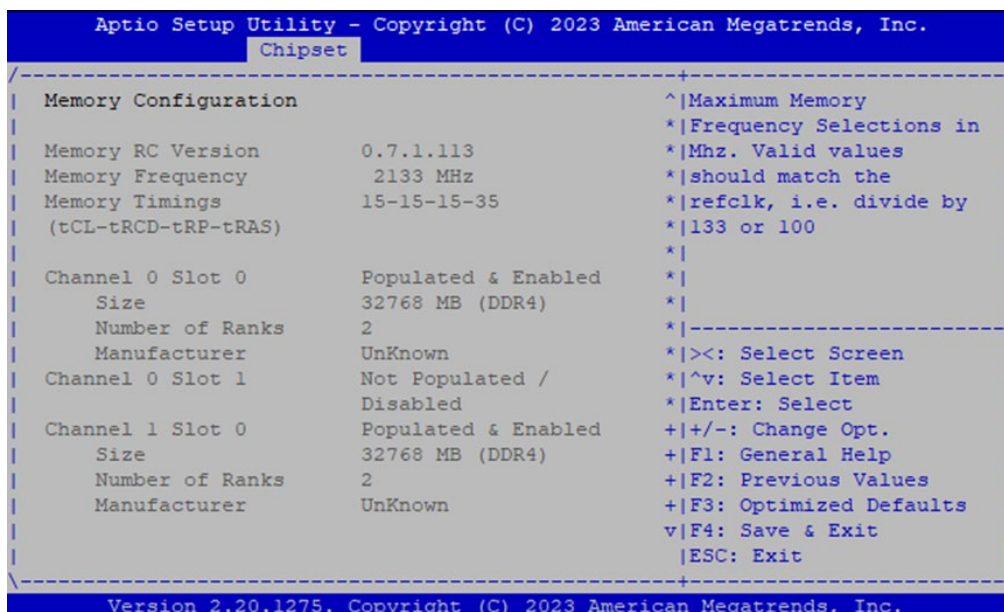 Aptio Setup Utility - Copyright (C) 2023 American Megatrends, Inc.
Chipset
Memory Configuration
Memory RC Version 0.7.1.113
Memory Frequency 2133 MHz
Memory Timings 15-15-15-35
(tCL-tRCD-tRP-tRAS)
Channel 0 Slot 0 Populated & Enabled
Size 32768 MB (DDR4)
Number of Ranks 2
Manufacturer UnKnown
Channel 0 Slot 1 Not Populated /
Disabled
Channel 1 Slot 0 Populated & Enabled
Size 32768 MB (DDR4)
Number of Ranks 2
Manufacturer UnKnown
Maximum Memory
Frequency Selections in
Mhz. Valid values
should match the
refclk, i.e. divide by
133 or 100
><: Select Screen
^v: Select Item
Enter: Select
+/-: Change Opt.
F1: General Help
F2: Previous Values
F3: Optimized Defaults
F4: Save & Exit
ESC: Exit
Version 2.20.1275. Copyright (C) 2023 American Megatrends, Inc.